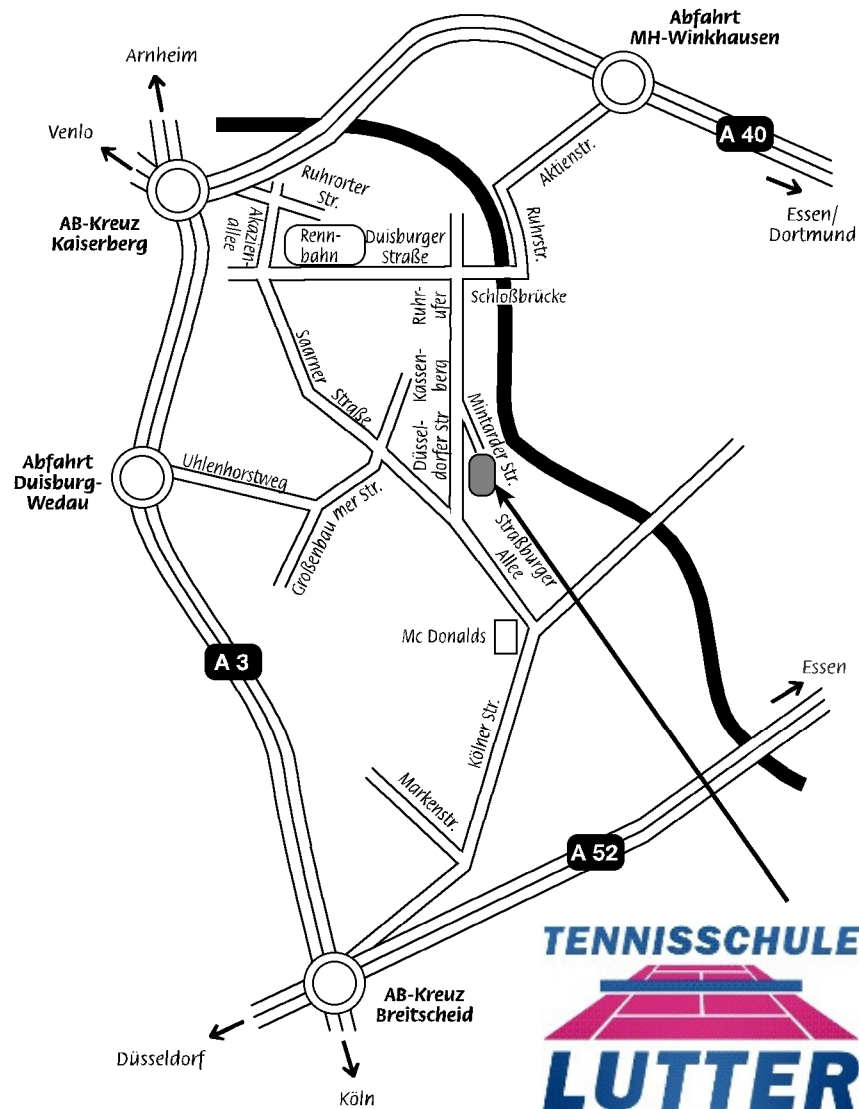 Abfahrt
MH-Winkhausen
Arnheim
Venlo
A 40
Aktienstr.
Ruhrorter
Str.
Essen/
Dortmund
AB-Kreuz
Kaiserberg
Akazien-
allee
Renn-
bahn
Duisburger
Straße
Ruhrstr.
Schloßbrücke
Ruhr-
ufer
Saarner
Straße
Kassen-
berg
Mintarder str.
Düssel-
dorfer Str
Abfahrt
Duisburg-
Wedau
Uhlenhorstweg
Großenbau mer Str.
Straßburger
Allee
Mc Donalds
A 3
Essen
Kölner Str.
Markenstr.
A 52
TENNISSCHULE
LUTTER
AB-Kreuz
Breitscheid
Düsseldorf
Köln